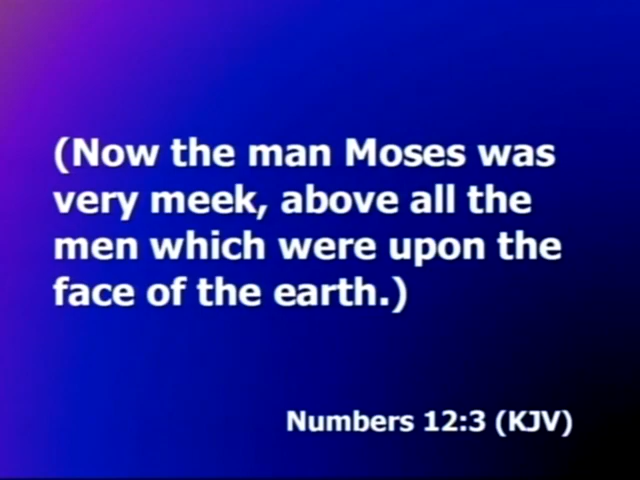 (Now the man Moses was
very meek, above all the
men which were upon the
face of the earth.)
Numbers 12:3 (KJV)